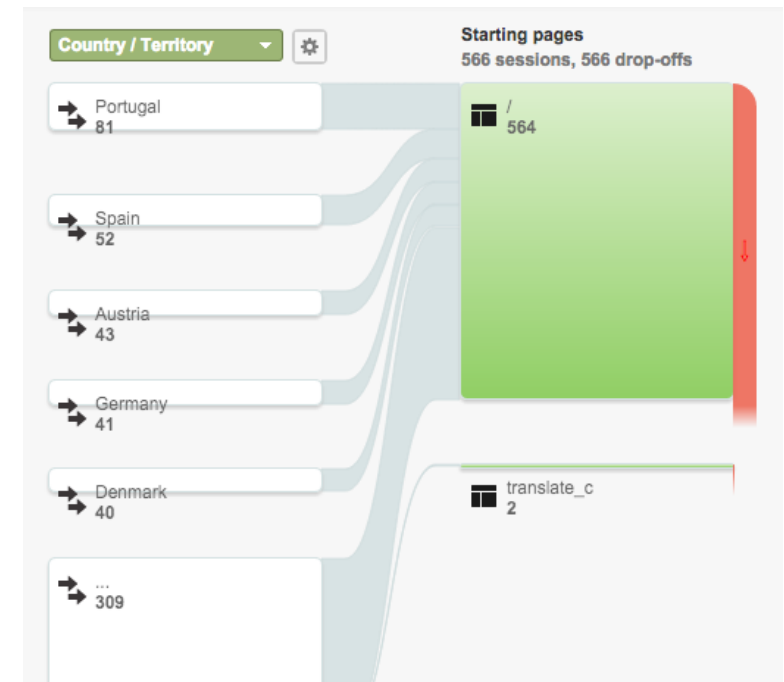 Country / Territory
Starting pages
566 sessions, 566 drop-offs
Portugal
81
/
564
Spain
52
Austria
43
Germany
41
Denmark
40
translate_c
2
...
309